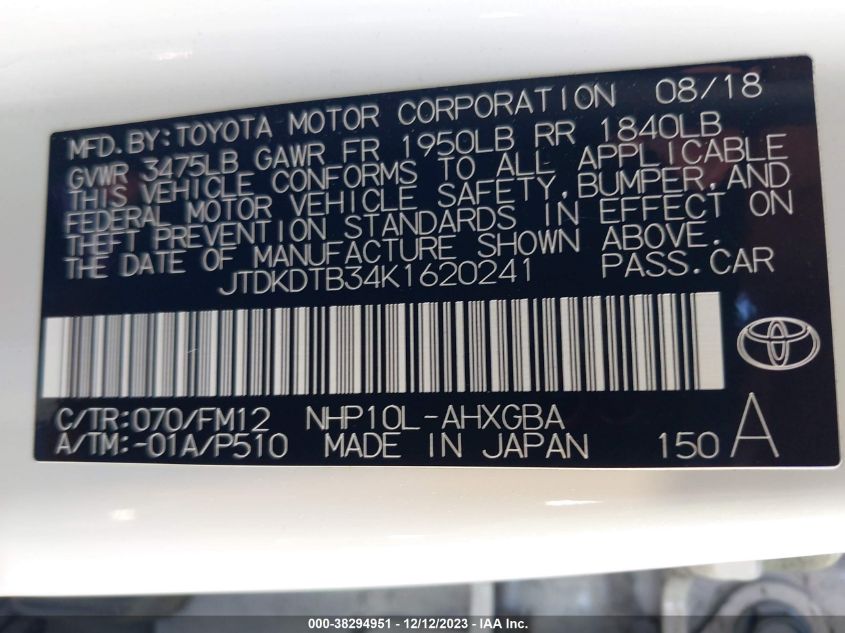 MFD.BY:TOYOTA MOTOR CORPORATION 08/18
GVWR 3475LB GAWR FR 1950LB RR 1840LB
THIS VEHICLE CONFORMS TO ALL APPLICABLE
FEDERAL MOTOR VEHICLE SAFETY, BUMPER, AND
THEFT PREVENTION STANDARDS IN EFFECT ON
THE DATE OF MANUFACTURE SHOWN ABOVE.
JTDKDTB34K1620241 PASS.CAR
C/TR:070/FM12 NHP10L-AHXGBA
A/TM:-01A/P510 MADE IN JAPAN 150 A
000-38294951 - 12/12/2023 - IAA Inc.